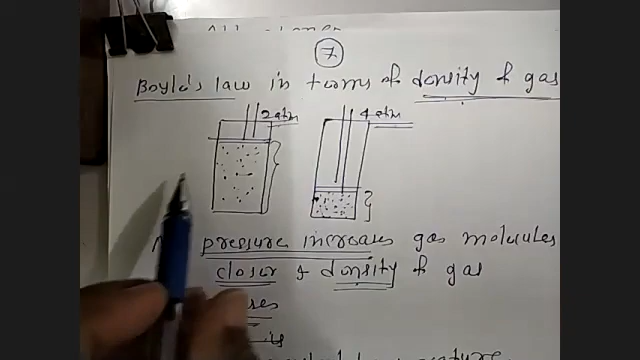 7
Boyle's law in terms of density of gas
2 atm 4 atm
pressure increases gas molecules
closer & density of gas